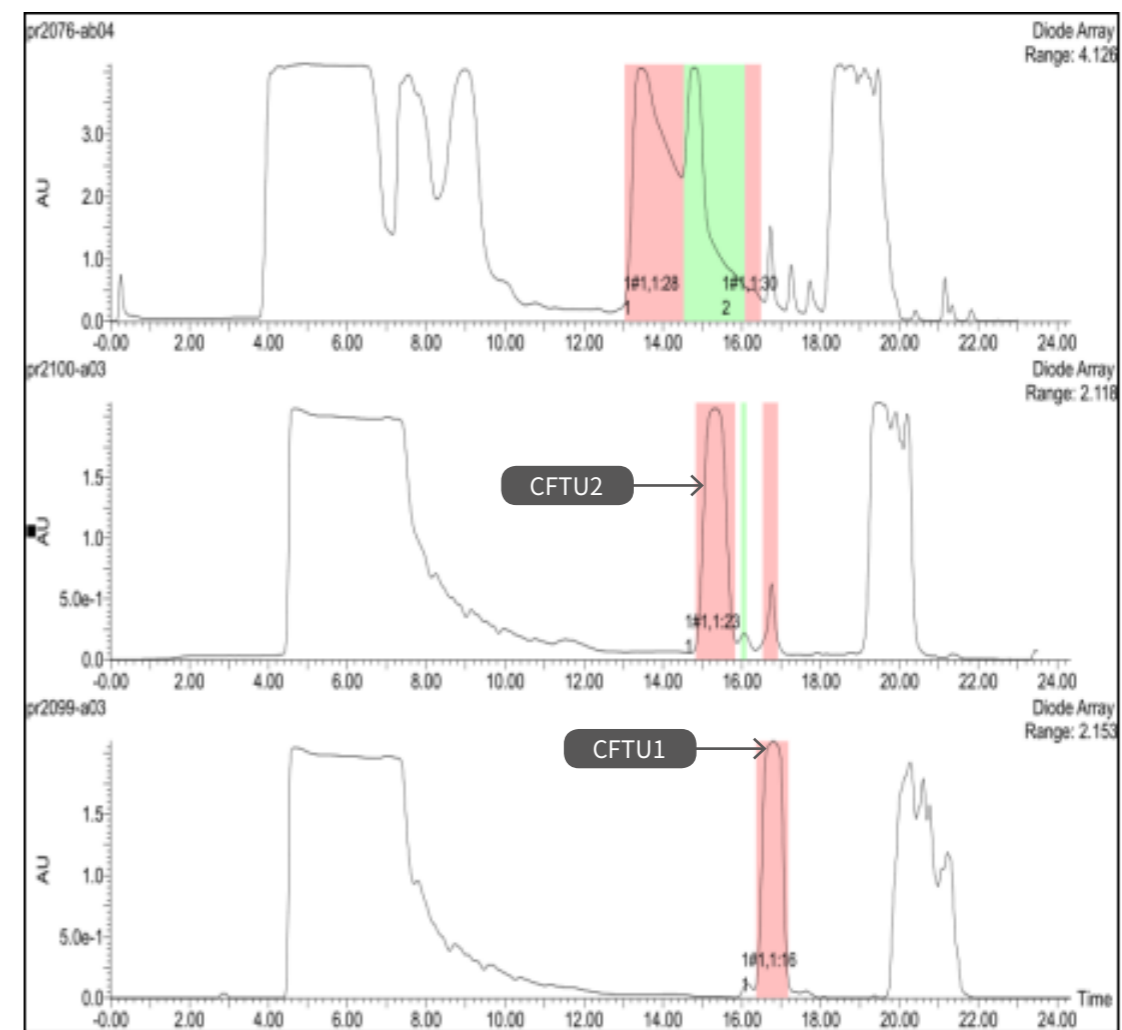 pr2076-ab04
Diode Array
Range: 4.126
3.0
2.0
1.0
0.0
AU
1#1,1:28
1
1#1,1:30
2
-0.00 2.00 4.00 6.00 8.00 10.00 12.00 14.00 16.00 18.00 20.00 22.00 24.00
pr2100-a03
Diode Array
Range: 2.118
1.5
1.0
5.0e-1
0.0
AU
CFTU2
1#1,1:23
1
-0.00 2.00 4.00 6.00 8.00 10.00 12.00 14.00 16.00 18.00 20.00 22.00 24.00
pr2099-a03
Diode Array
Range: 2.153
1.5
1.0
5.0e-1
0.0
AU
CFTU1
1#1,1:16
1
Time
-0.00 2.00 4.00 6.00 8.00 10.00 12.00 14.00 16.00 18.00 20.00 22.00 24.00